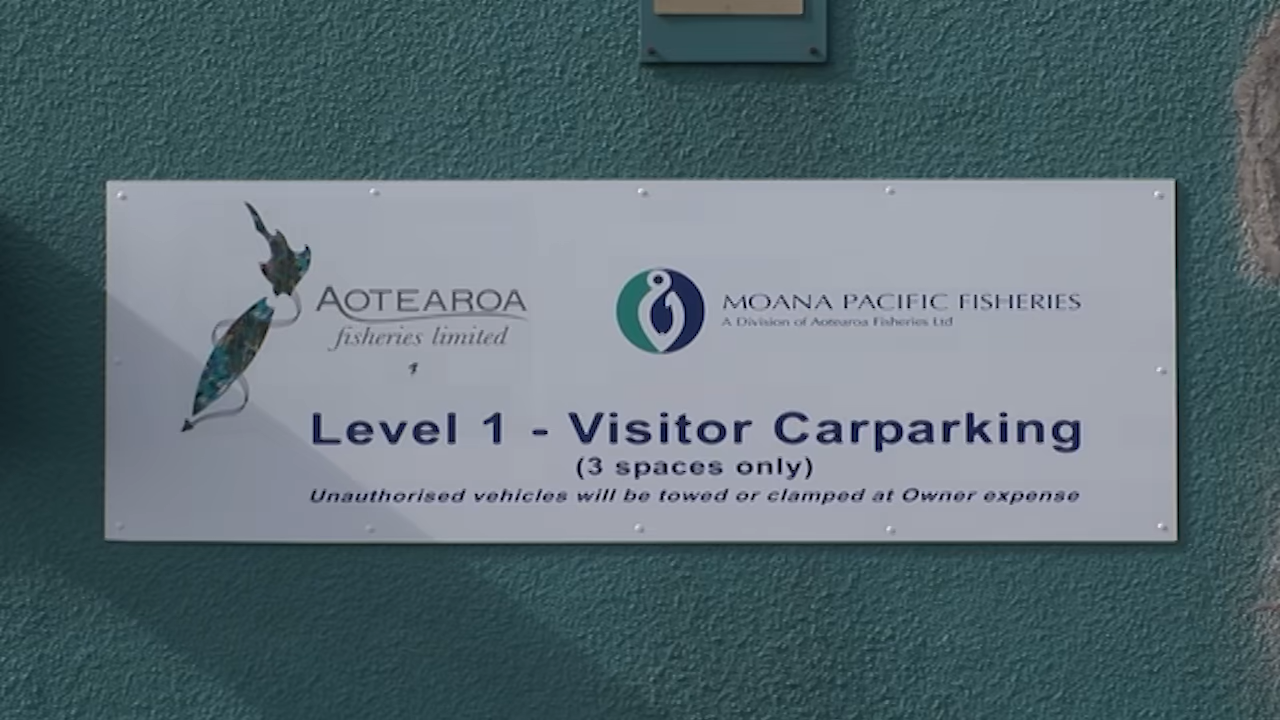 AOTEAROA
fisheries limited
MOANA PACIFIC FISHERIES
A Division of Aotearoa Fisheries Ltd
Level 1 - Visitor Carparking
(3 spaces only)
Unauthorised vehicles will be towed or clamped at Owner expense